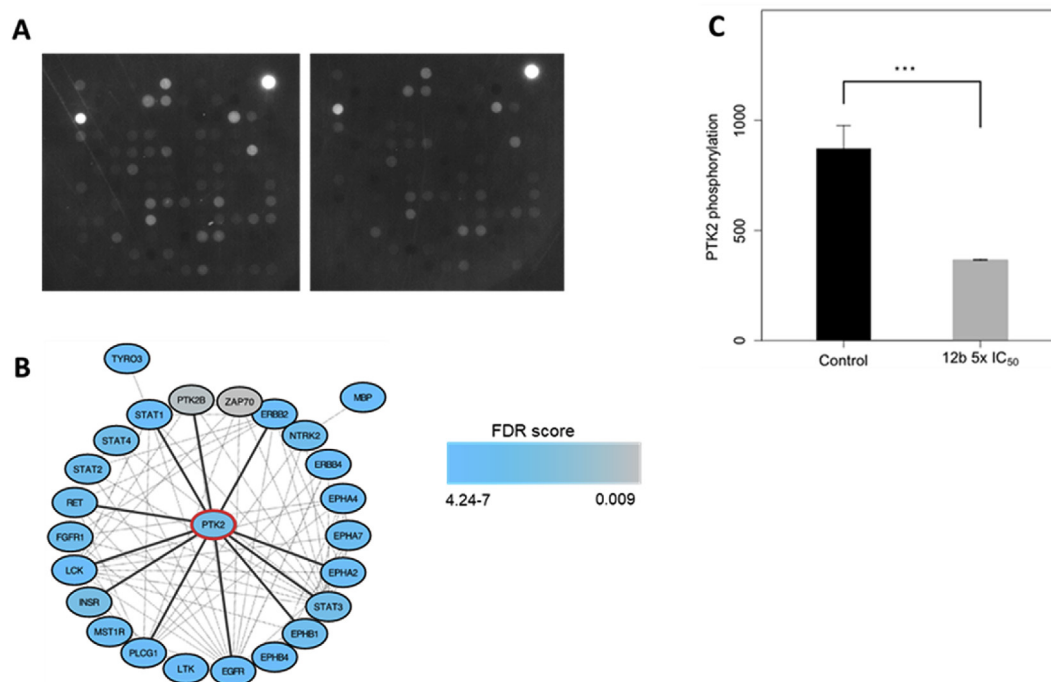 A
C
***
PTK2 phosphorylation
1000
500
0
Control
12b 5x IC50
B
TYRO3
PTK2B
ZAP70
MBP
STAT1
ERBB2
STAT4
NTRK2
STAT2
ERBB4
RET
EPHA4
PTK2
FGFR1
EPHA7
LCK
EPHA2
INSR
STAT3
MST1R
EPHB1
PLCG1
EPHB4
LTK
EGFR
FDR score
4.24-7
0.009